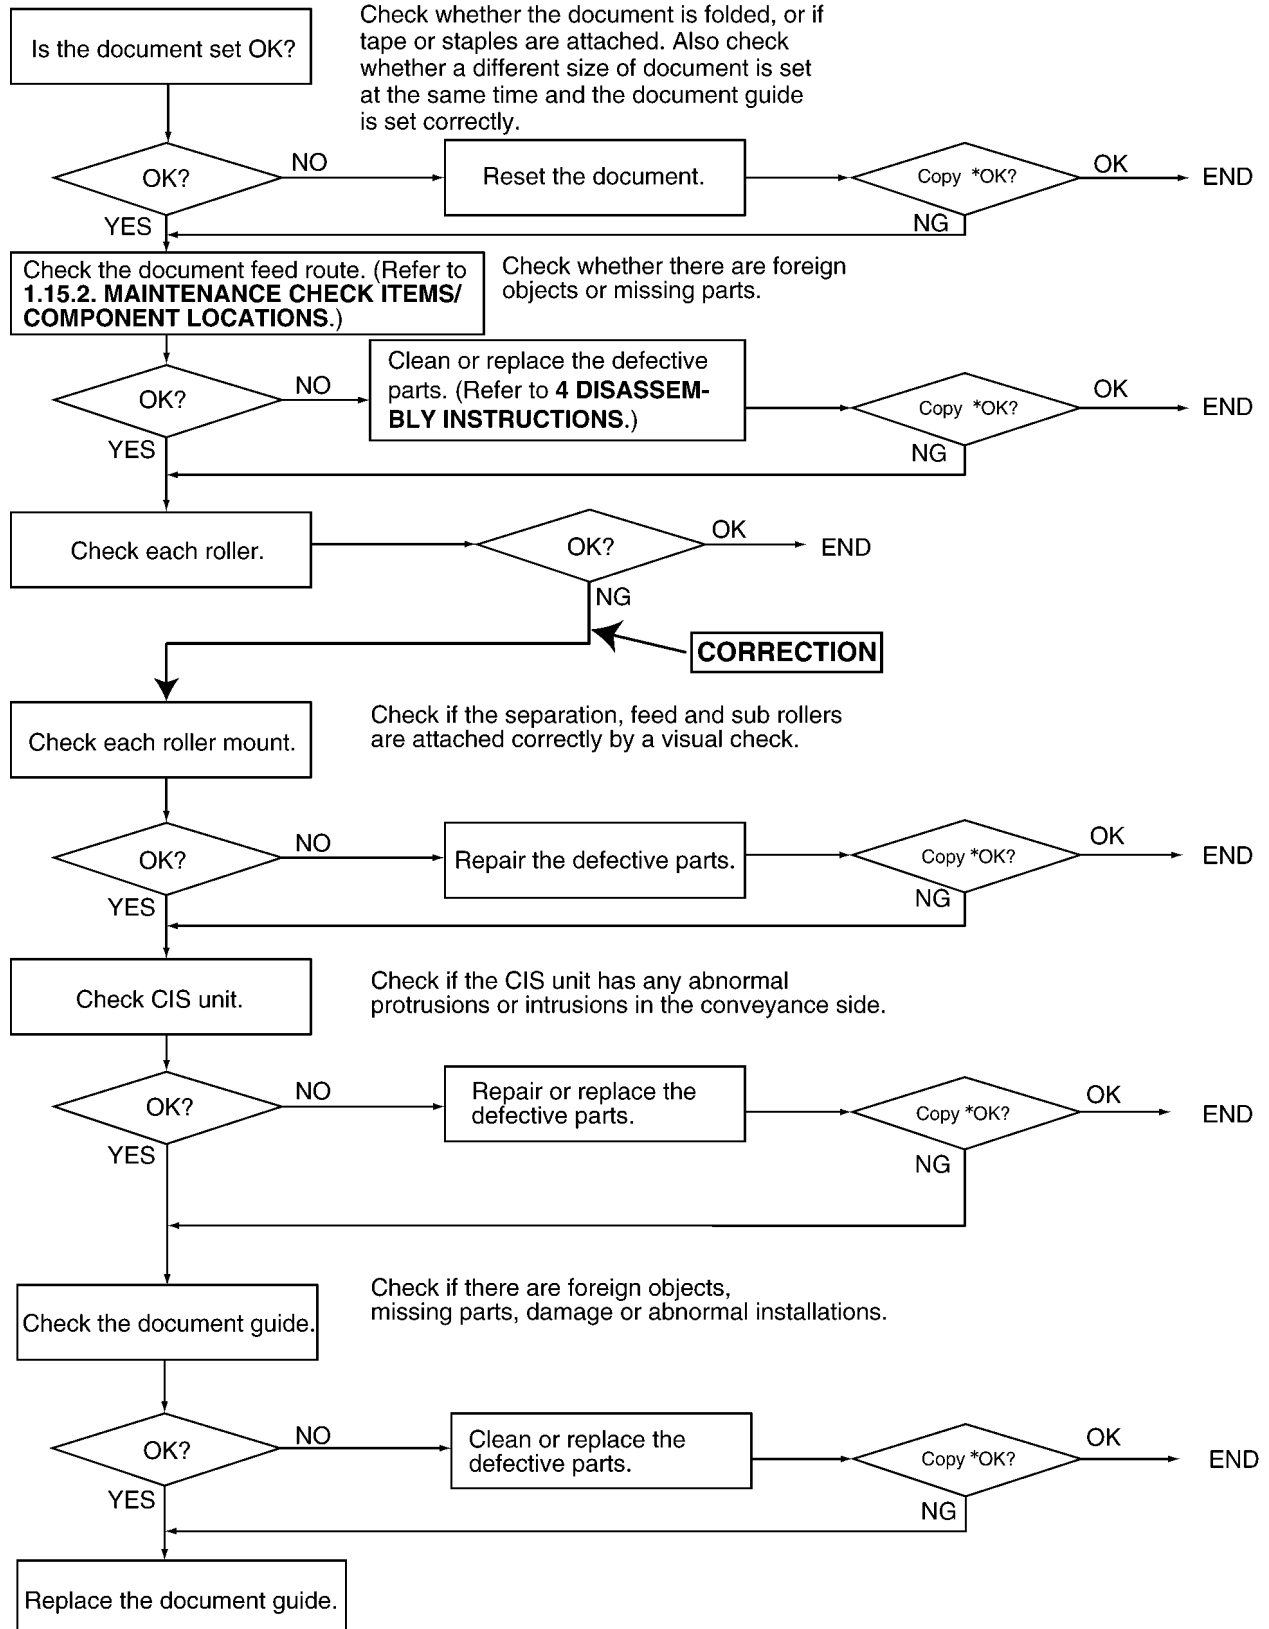 Is the document set OK?
Check whether the document is folded, or if
tape or staples are attached. Also check
whether a different size of document is set
at the same time and the document guide
is set correctly.
OK?
NO
Reset the document.
Copy *OK?
OK
END
YES
NG
Check the document feed route. (Refer to
1.15.2. MAINTENANCE CHECK ITEMS/
COMPONENT LOCATIONS.)
Check whether there are foreign
objects or missing parts.
OK?
NO
Clean or replace the defective
parts. (Refer to 4 DISASSEM-
BLY INSTRUCTIONS.)
Copy *OK?
OK
END
YES
NG
Check each roller.
OK?
OK
END
NG
CORRECTION
Check each roller mount.
Check if the separation, feed and sub rollers
are attached correctly by a visual check.
OK?
NO
Repair the defective parts.
Copy *OK?
OK
END
YES
NG
Check CIS unit.
Check if the CIS unit has any abnormal
protrusions or intrusions in the conveyance side.
OK?
NO
Repair or replace the
defective parts.
Copy *OK?
OK
END
YES
NG
Check the document guide.
Check if there are foreign objects,
missing parts, damage or abnormal installations.
OK?
NO
Clean or replace the
defective parts.
Copy *OK?
OK
END
YES
NG
Replace the document guide.